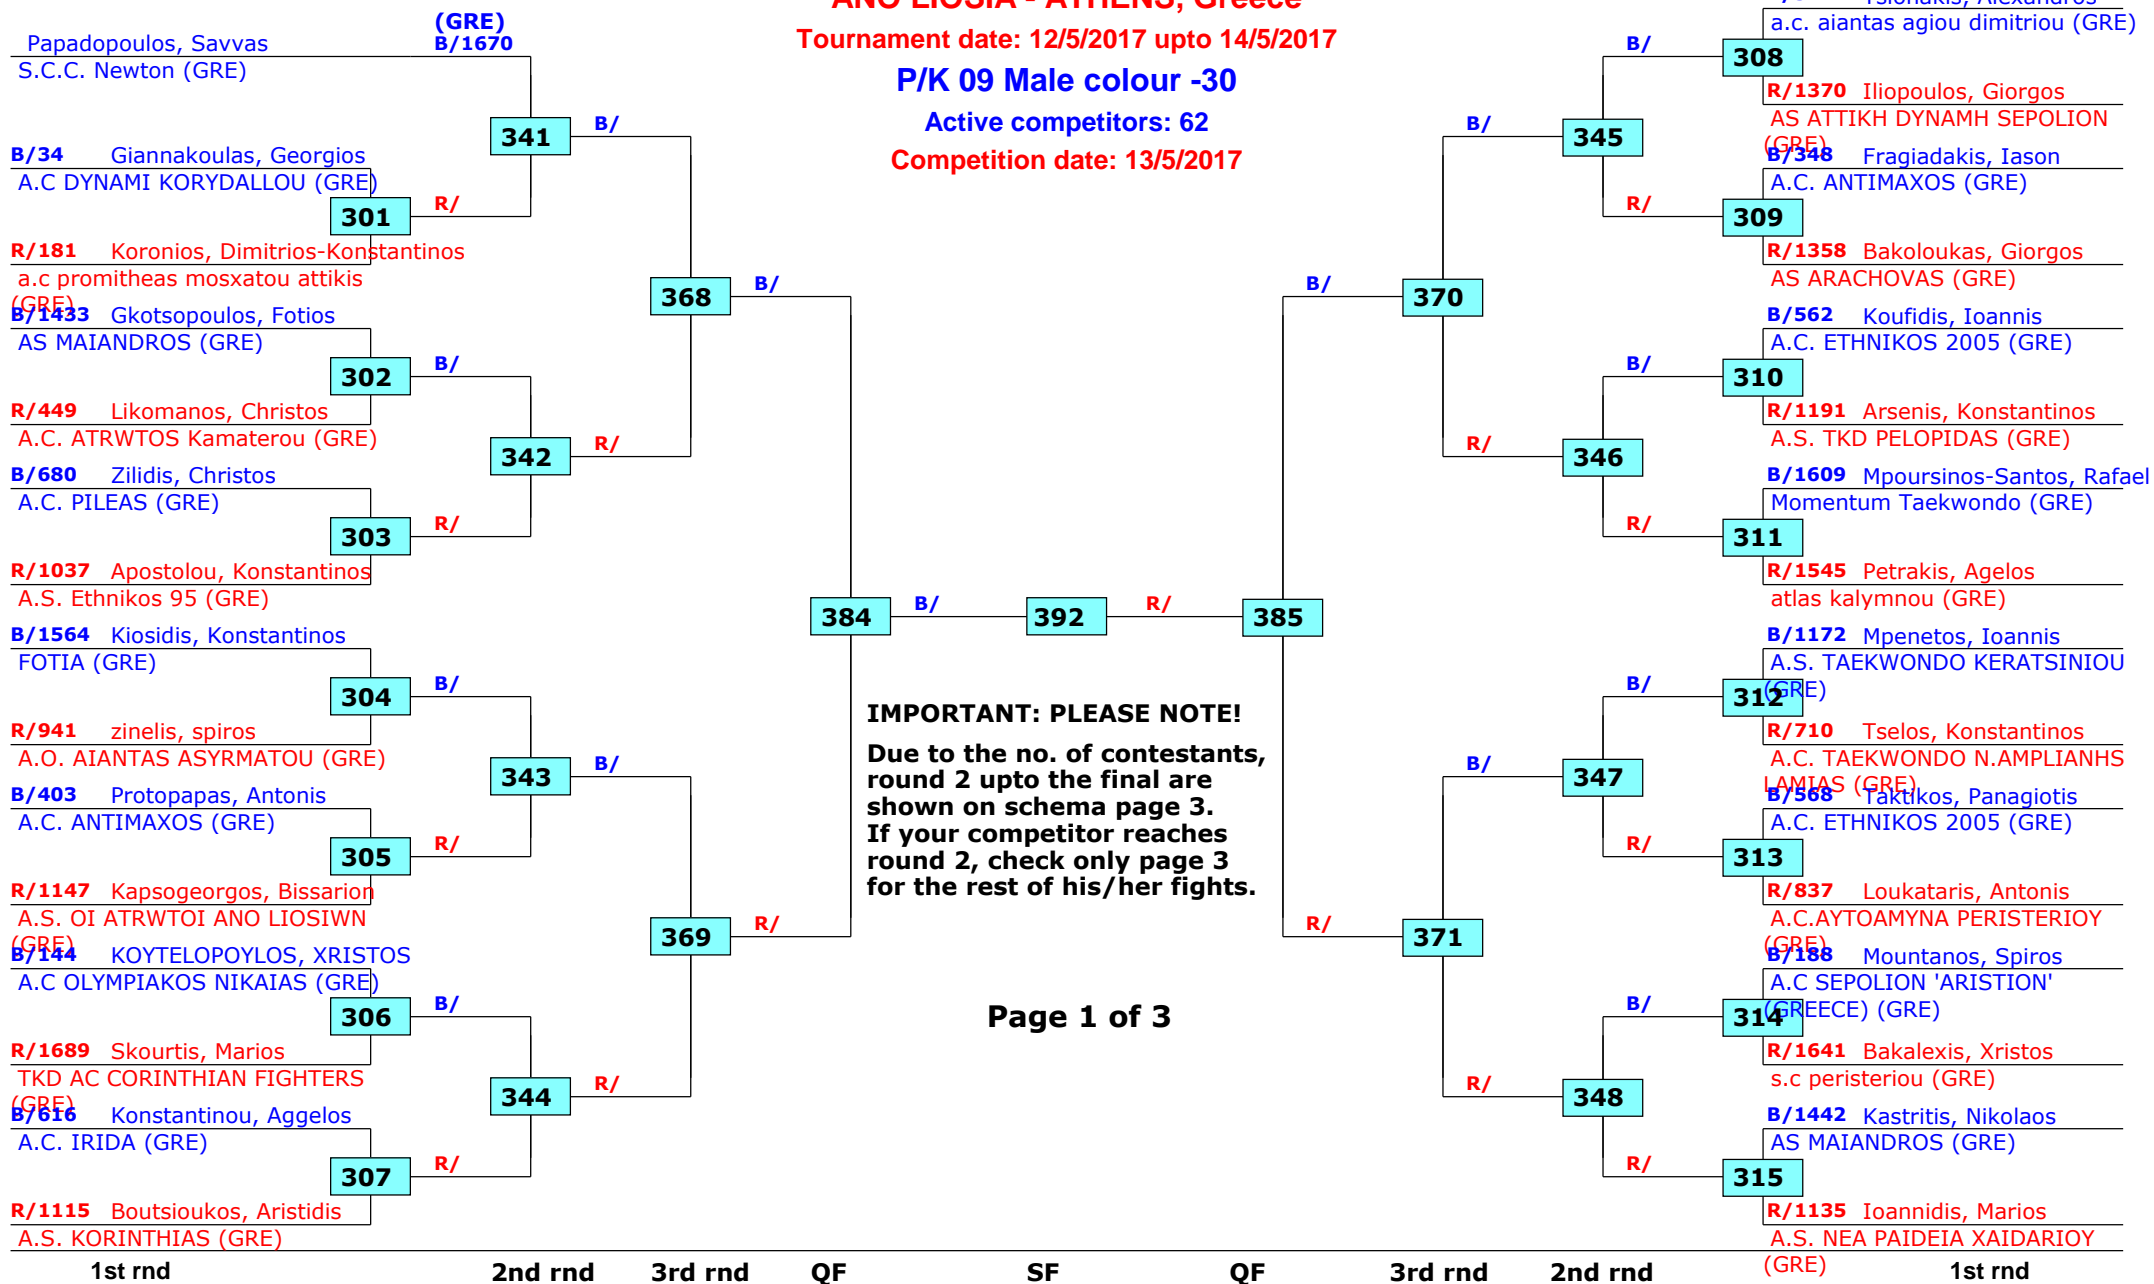 ANO LIOSIA - ATHENS, Greece
Tournament date: 12/5/2017 upto 14/5/2017
P/K 09 Male colour -30
Active competitors: 62
Competition date: 13/5/2017
(GRE)
Papadopoulos, Savvas B/1670
S.C.C. Newton (GRE)
341 B/
B/34 Giannakoulas, Georgios
A.C DYNAMI KORYDALLOU (GRE)
301 R/
R/181 Koronios, Dimitrios-Konstantinos
a.c promitheas mosxatou attikis
(GRE)
368 B/
B/1433 Gkotsopoulos, Fotios
AS MAIANDROS (GRE)
302 B/
R/449 Likomanos, Christos
A.C. ATRWTOS Kamaterou (GRE)
342 R/
B/680 Zilidis, Christos
A.C. PILEAS (GRE)
303 R/
R/1037 Apostolou, Konstantinos
A.S. Ethnikos 95 (GRE)
384 B/ 392 R/ 385
B/1564 Kiosidis, Konstantinos
FOTIA (GRE)
304 B/
R/941 zinelis, spiros
A.O. AIANTAS ASYRMATOU (GRE)
343 B/
B/403 Protopapas, Antonis
A.C. ANTIMAXOS (GRE)
305 R/
R/1147 Kapsogeorgos, Bissarion
A.S. OI ATRWTOI ANO LIOSIWN
(GRE)
369 R/
B/144 KOYTELOPOYLOS, XRISTOS
A.C OLYMPIAKOS NIKAIAS (GRE)
306 B/
R/1689 Skourtis, Marios
TKD AC CORINTHIAN FIGHTERS
(GRE)
344 R/
B/616 Konstantinou, Aggelos
A.C. IRIDA (GRE)
307 R/
R/1115 Boutsioukos, Aristidis
A.S. KORINTHIAS (GRE)
IMPORTANT: PLEASE NOTE!
Due to the no. of contestants,
round 2 upto the final are
shown on schema page 3.
If your competitor reaches
round 2, check only page 3
for the rest of his/her fights.
Page 1 of 3
a.c. aiantas agiou dimitriou (GRE)
B/ 308
R/1370 Iliopoulos, Giorgos
AS ATTIKH DYNAMH SEPOLION
(GRE)
B/ 345
B/348 Fragiadakis, Iason
A.C. ANTIMAXOS (GRE)
R/ 309
R/1358 Bakoloukas, Giorgos
AS ARACHOVAS (GRE)
B/ 370
B/562 Koufidis, Ioannis
A.C. ETHNIKOS 2005 (GRE)
B/ 310
R/1191 Arsenis, Konstantinos
A.S. TKD PELOPIDAS (GRE)
R/ 346
B/1609 Mpoursinos-Santos, Rafael
Momentum Taekwondo (GRE)
R/ 311
R/1545 Petrakis, Agelos
atlas kalymnou (GRE)
B/1172 Mpenetos, Ioannis
A.S. TAEKWONDO KERATSINIOU
(GRE)
B/ 312
R/710 Tselos, Konstantinos
A.C. TAEKWONDO N.AMPLIANHS
LAMIAS (GRE)
B/ 347
B/568 Taktikos, Panagiotis
A.C. ETHNIKOS 2005 (GRE)
R/ 313
R/837 Loukataris, Antonis
A.C.AYTOAMYNA PERISTERIOY
(GRE)
R/ 371
B/188 Mountanos, Spiros
A.C SEPOLION 'ARISTION'
(GREECE) (GRE)
B/ 314
R/1641 Bakalexis, Xristos
s.c peristeriou (GRE)
R/ 348
B/1442 Kastritis, Nikolaos
AS MAIANDROS (GRE)
R/ 315
R/1135 Ioannidis, Marios
A.S. NEA PAIDEIA XAIDARIOY
(GRE)
1st rnd 2nd rnd 3rd rnd QF SF QF 3rd rnd 2nd rnd 1st rnd